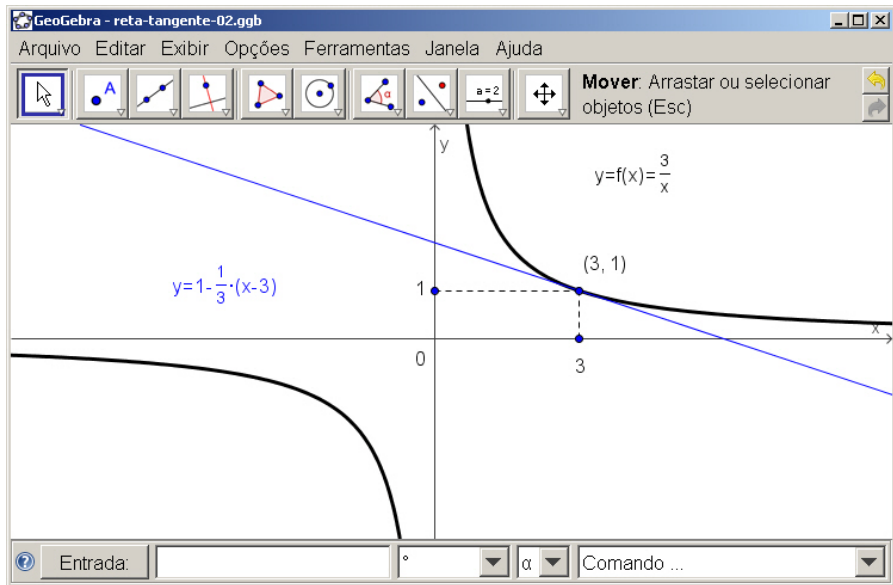 GeoGebra - reta-tangente-02.ggb
Arquivo Editar Exibir Opções Ferramentas Janela Ajuda
A
α
a = 2
Mover: Arrastar ou selecionar
objetos (Esc)
y
y=f(x)=3/x
(3, 1)
y=1-1/3·(x-3)
1
x
0
3
Entrada:
°
α
Comando ...